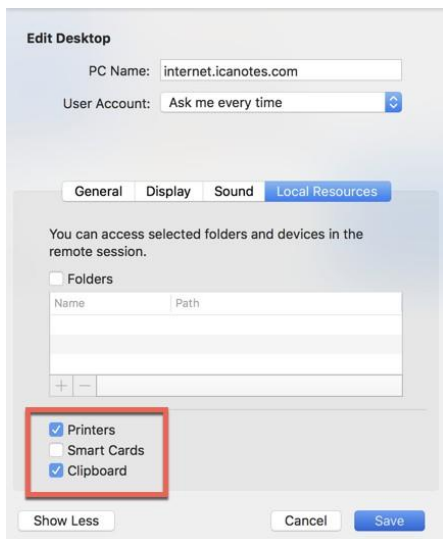 Edit Desktop
PC Name: internet.icanotes.com
User Account: Ask me every time
General Display Sound Local Resources
You can access selected folders and devices in the
remote session.
Folders
Name Path
+ −
Printers
Smart Cards
Clipboard
Show Less Cancel Save